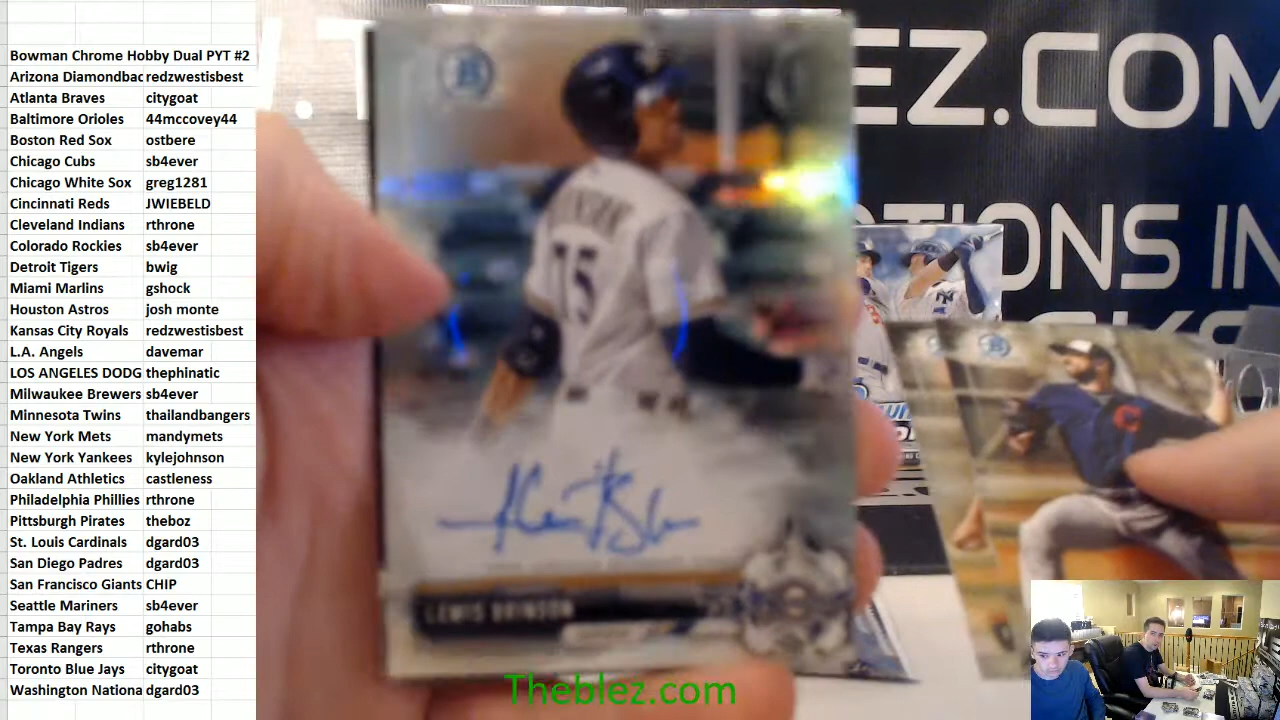 Bowman Chrome Hobby Dual PYT #2
Arizona Diamondbac redzwestisbest
Atlanta Braves citygoat
Baltimore Orioles 44mccovey44
Boston Red Sox ostbere
Chicago Cubs sb4ever
Chicago White Sox greg1281
Cincinnati Reds JWIEBELD
Cleveland Indians rthrone
Colorado Rockies sb4ever
Detroit Tigers bwig
Miami Marlins gshock
Houston Astros josh monte
Kansas City Royals redzwestisbest
L.A. Angels davemar
LOS ANGELES DODG thephinatic
Milwaukee Brewers sb4ever
Minnesota Twins thailandbangers
New York Mets mandymets
New York Yankees kylejohnson
Oakland Athletics castleness
Philadelphia Phillies rthrone
Pittsburgh Pirates theboz
St. Louis Cardinals dgard03
San Diego Padres dgard03
San Francisco Giants CHIP
Seattle Mariners sb4ever
Tampa Bay Rays gohabs
Texas Rangers rthrone
Toronto Blue Jays citygoat
Washington Nationa dgard03
EZ.COM
ONS IN
15
LEWIS BRINSON
Theblez.com